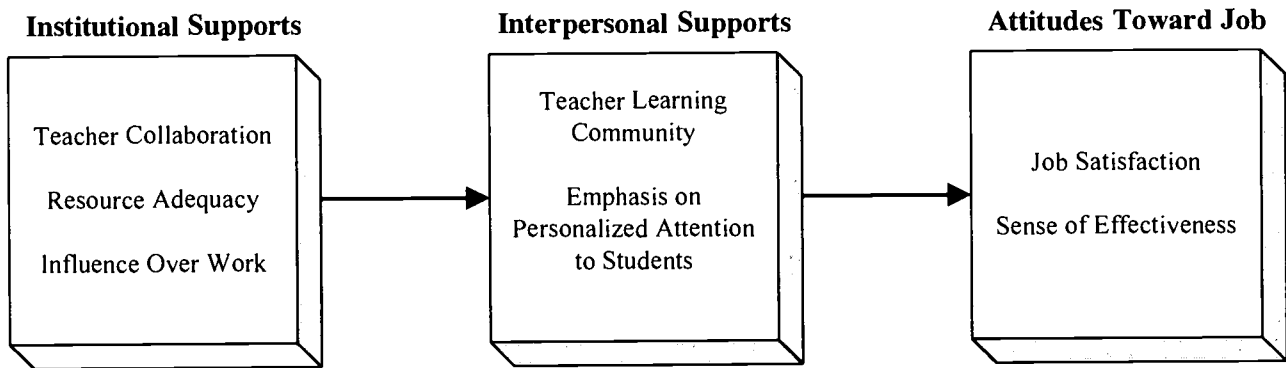 Institutional Supports
Teacher Collaboration
Resource Adequacy
Influence Over Work
Interpersonal Supports
Teacher Learning
Community
Emphasis on
Personalized Attention
to Students
Attitudes Toward Job
Job Satisfaction
Sense of Effectiveness